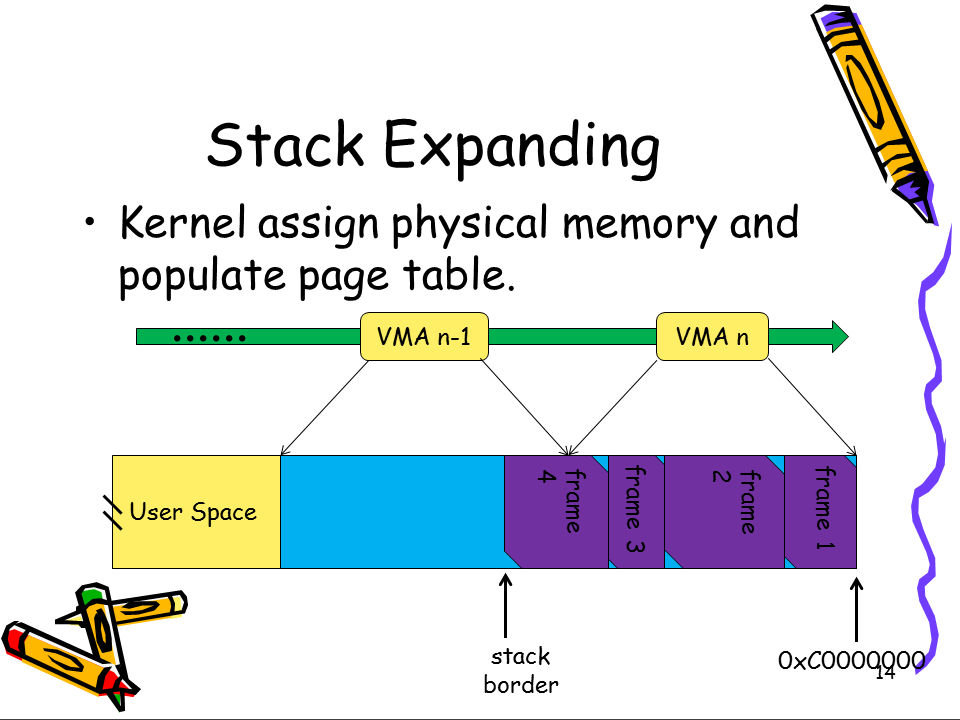 Stack Expanding
• Kernel assign physical memory and
populate page table.
......
VMA n-1
VMA n
User Space
frame
4
frame 3
frame
2
frame 1
stack
border
0xC0000000
14